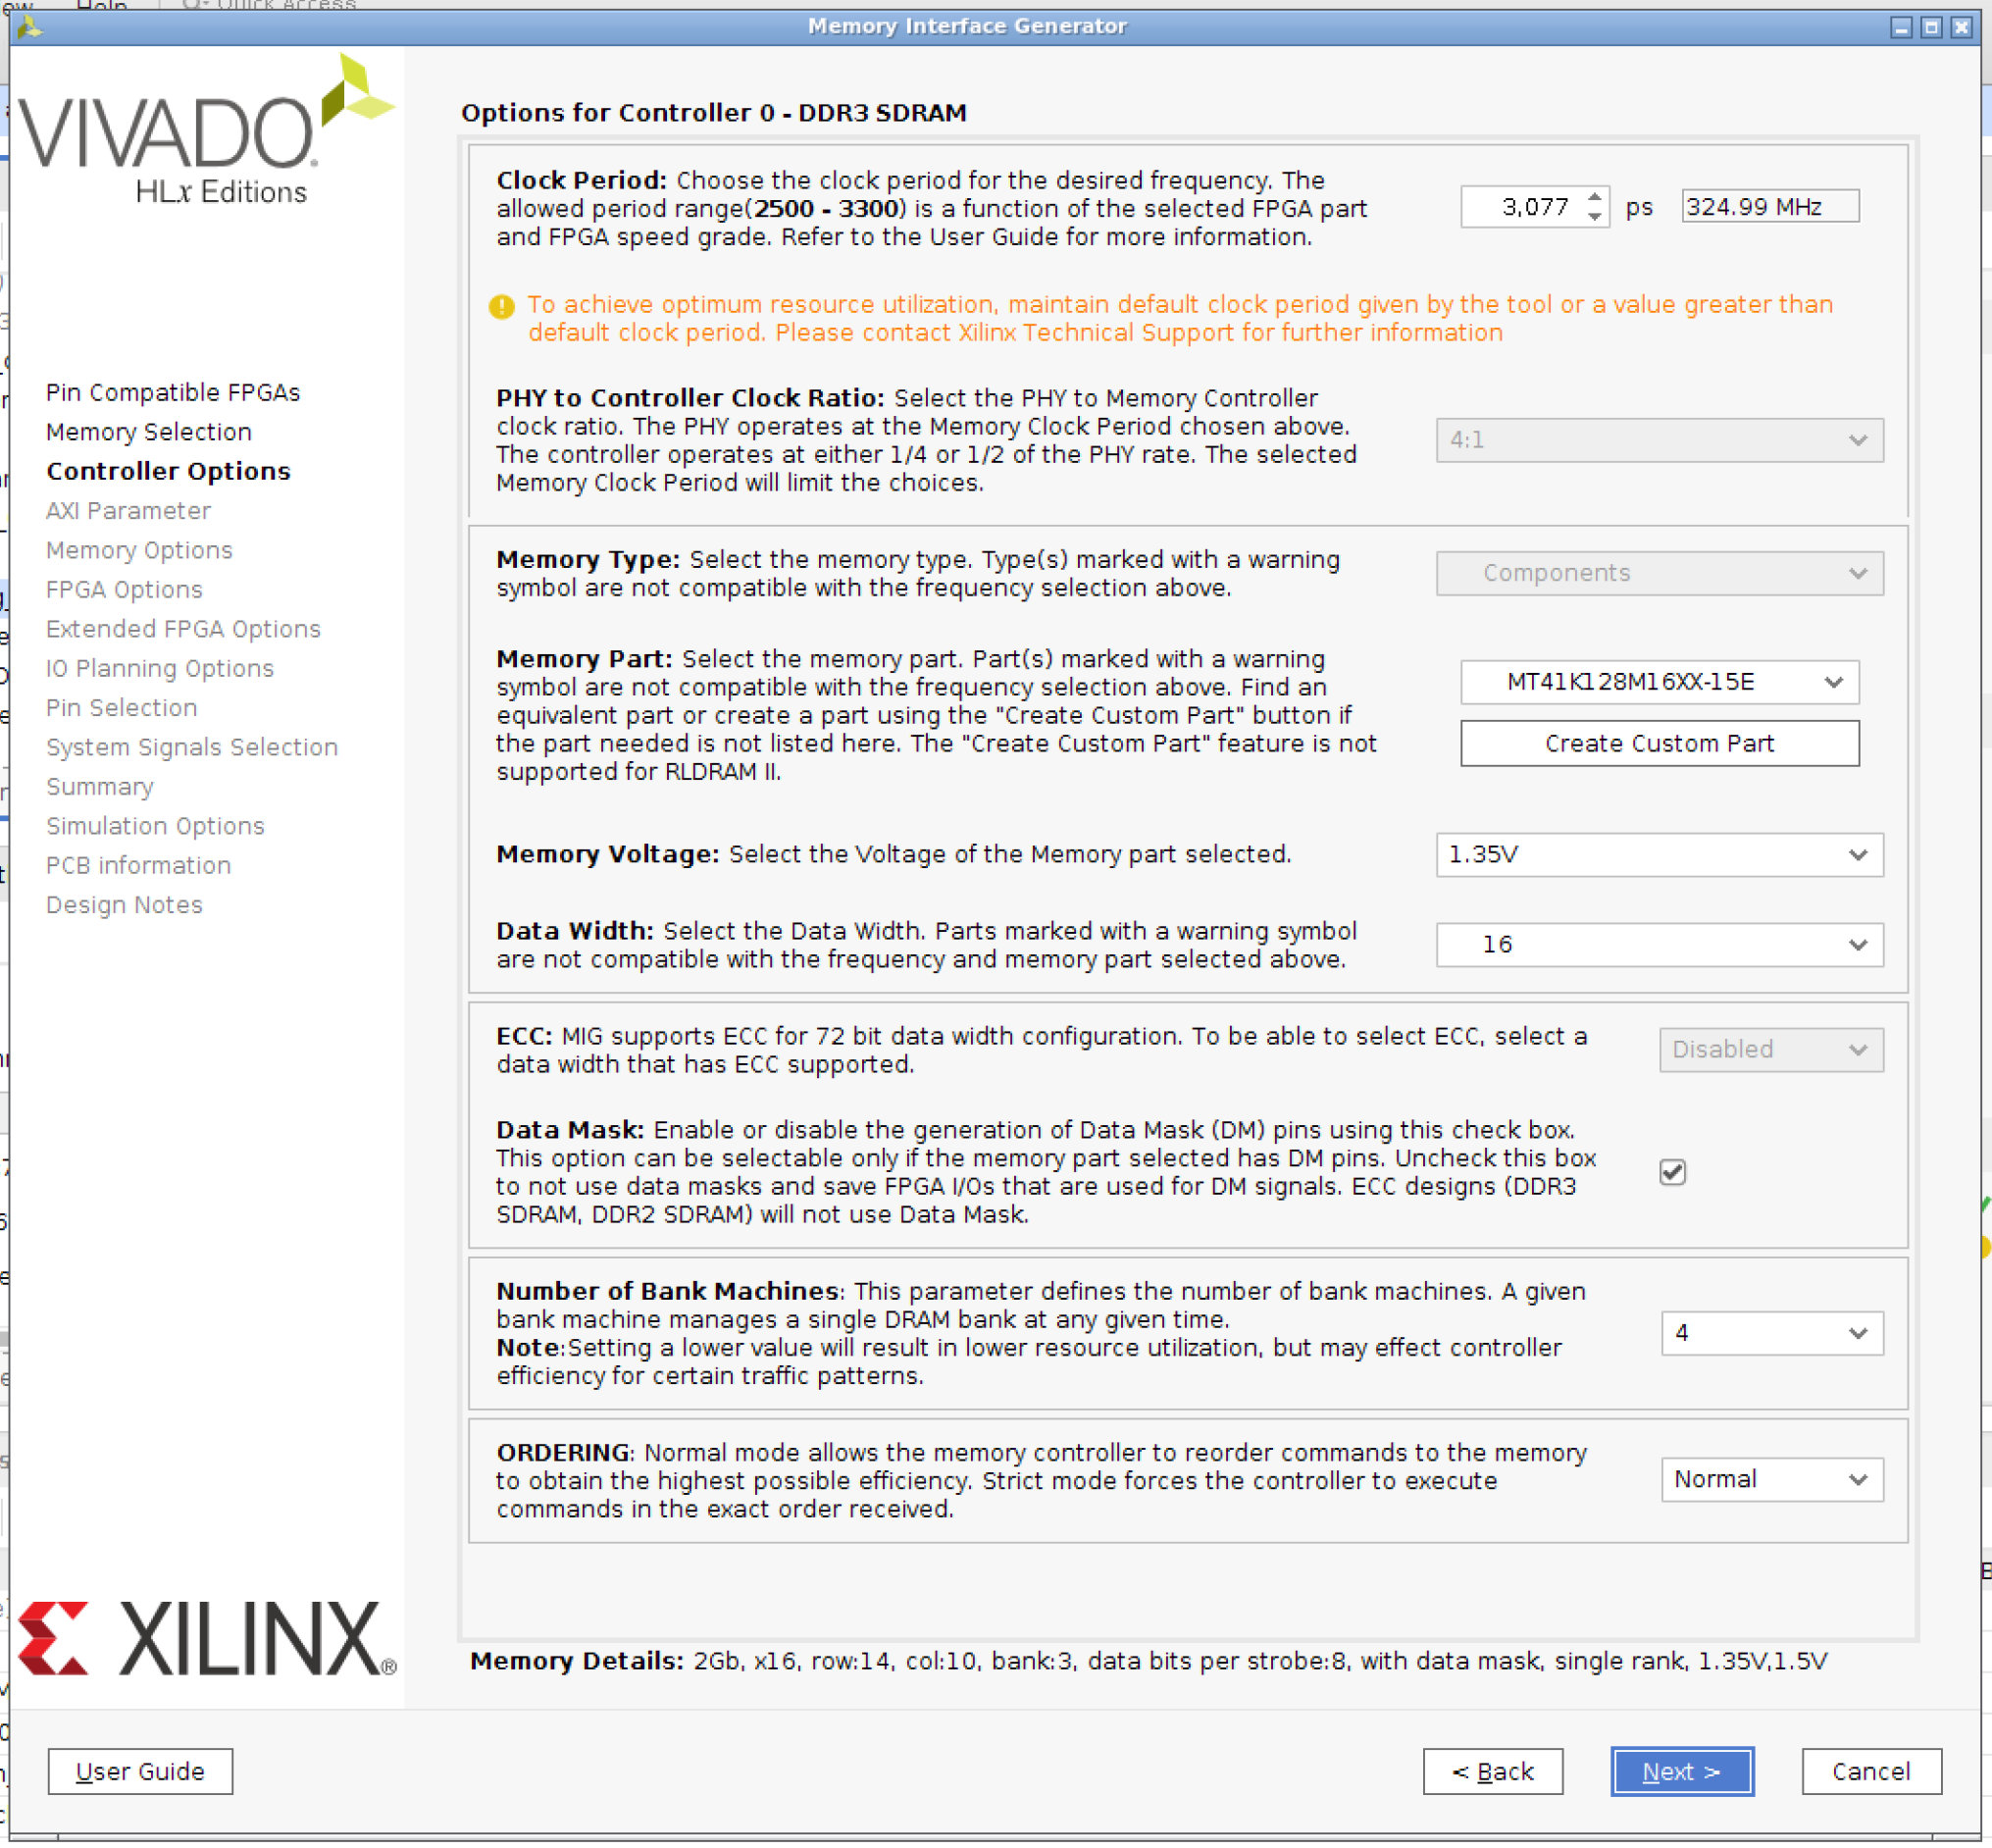 Help
Quick Access
Memory Interface Generator
VIVADO.
HLx Editions
Pin Compatible FPGAs
Memory Selection
Controller Options
AXI Parameter
Memory Options
FPGA Options
Extended FPGA Options
IO Planning Options
Pin Selection
System Signals Selection
Summary
Simulation Options
PCB information
Design Notes
XILINX®
Options for Controller 0 - DDR3 SDRAM
Clock Period: Choose the clock period for the desired frequency. The
allowed period range(2500 - 3300) is a function of the selected FPGA part
and FPGA speed grade. Refer to the User Guide for more information.
3,077 ps 324.99 MHz
To achieve optimum resource utilization, maintain default clock period given by the tool or a value greater than
default clock period. Please contact Xilinx Technical Support for further information
PHY to Controller Clock Ratio: Select the PHY to Memory Controller
clock ratio. The PHY operates at the Memory Clock Period chosen above.
The controller operates at either 1/4 or 1/2 of the PHY rate. The selected
Memory Clock Period will limit the choices.
4:1
Memory Type: Select the memory type. Type(s) marked with a warning
symbol are not compatible with the frequency selection above.
Components
Memory Part: Select the memory part. Part(s) marked with a warning
symbol are not compatible with the frequency selection above. Find an
equivalent part or create a part using the "Create Custom Part" button if
the part needed is not listed here. The "Create Custom Part" feature is not
supported for RLDRAM II.
MT41K128M16XX-15E
Create Custom Part
Memory Voltage: Select the Voltage of the Memory part selected.
1.35V
Data Width: Select the Data Width. Parts marked with a warning symbol
are not compatible with the frequency and memory part selected above.
16
ECC: MIG supports ECC for 72 bit data width configuration. To be able to select ECC, select a
data width that has ECC supported.
Disabled
Data Mask: Enable or disable the generation of Data Mask (DM) pins using this check box.
This option can be selectable only if the memory part selected has DM pins. Uncheck this box
to not use data masks and save FPGA I/Os that are used for DM signals. ECC designs (DDR3
SDRAM, DDR2 SDRAM) will not use Data Mask.
Number of Bank Machines: This parameter defines the number of bank machines. A given
bank machine manages a single DRAM bank at any given time.
Note:Setting a lower value will result in lower resource utilization, but may effect controller
efficiency for certain traffic patterns.
4
ORDERING: Normal mode allows the memory controller to reorder commands to the memory
to obtain the highest possible efficiency. Strict mode forces the controller to execute
commands in the exact order received.
Normal
Memory Details: 2Gb, x16, row:14, col:10, bank:3, data bits per strobe:8, with data mask, single rank, 1.35V,1.5V
User Guide
< Back
Next >
Cancel